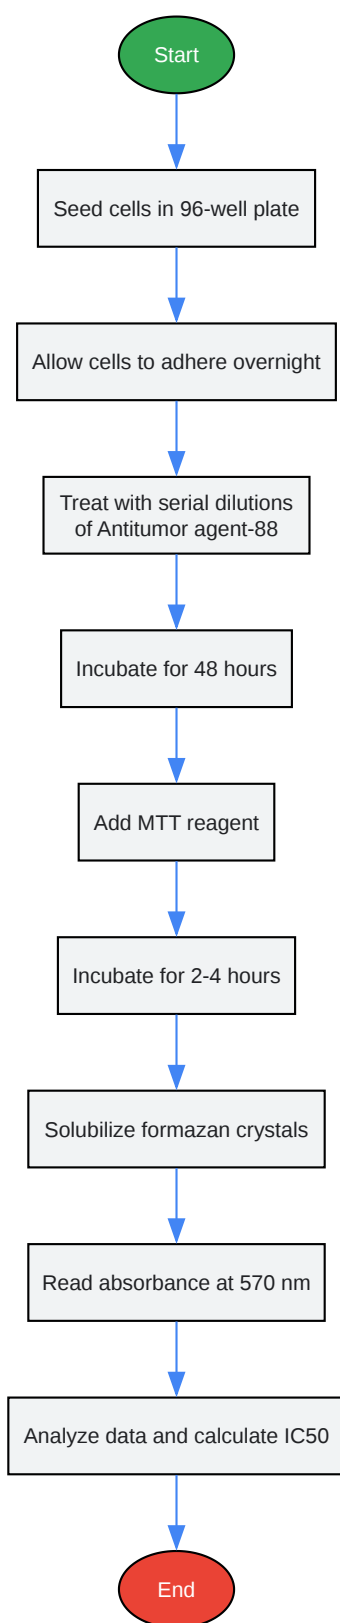 Start
Seed cells in 96-well plate
Allow cells to adhere overnight
Treat with serial dilutions
of Antitumor agent-88
Incubate for 48 hours
Add MTT reagent
Incubate for 2-4 hours
Solubilize formazan crystals
Read absorbance at 570 nm
Analyze data and calculate IC50
End